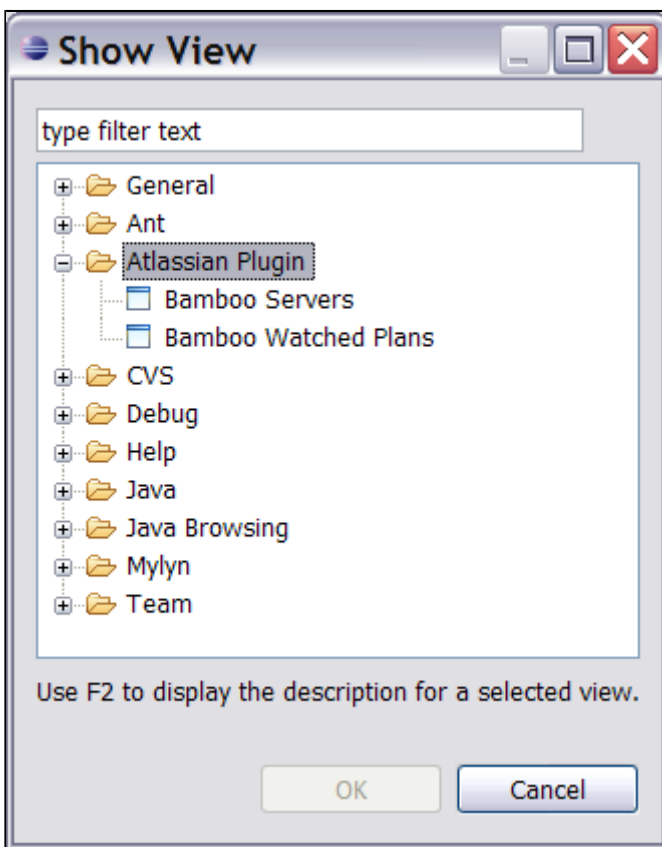 Show View
type filter text
General
Ant
Atlassian Plugin
Bamboo Servers
Bamboo Watched Plans
CVS
Debug
Help
Java
Java Browsing
Mylyn
Team
Use F2 to display the description for a selected view.
OK Cancel